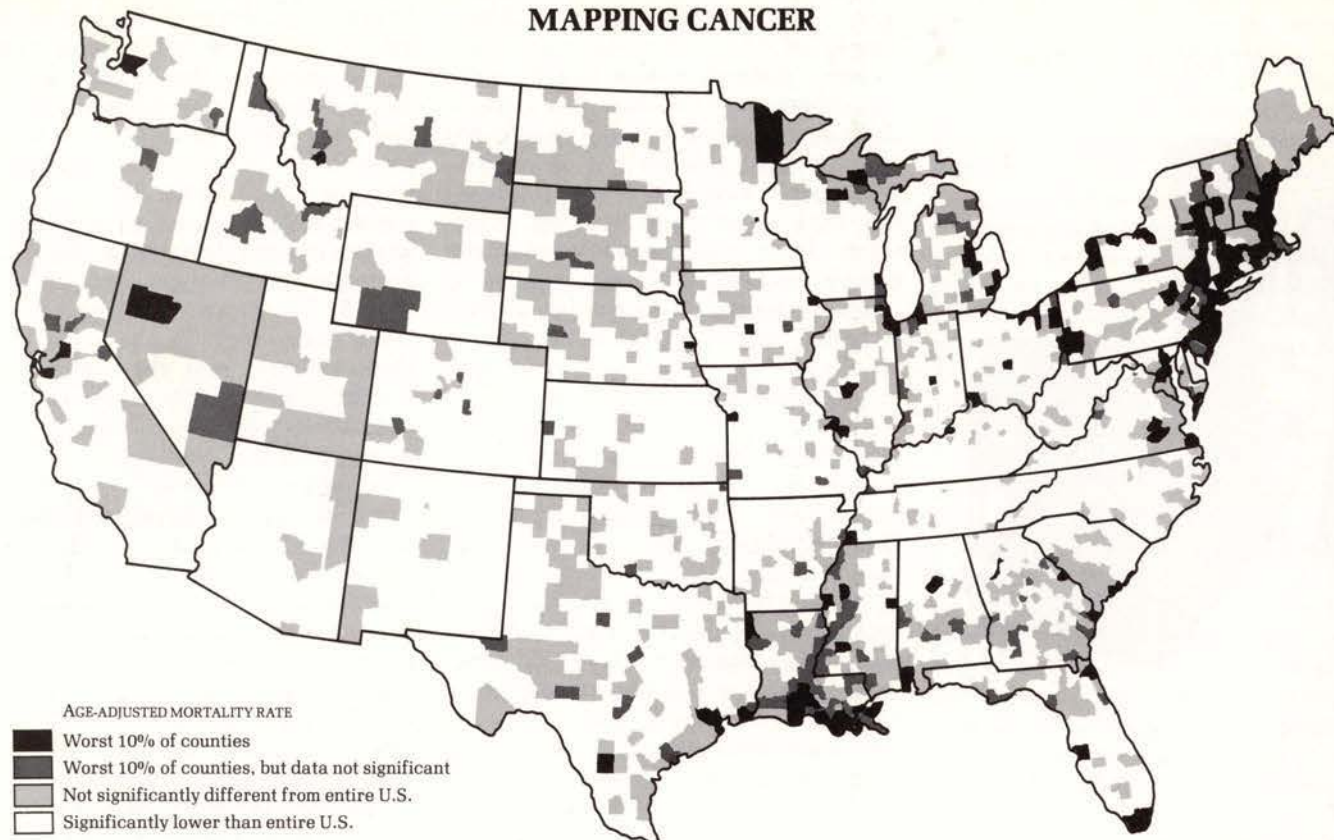 MAPPING CANCER
AGE-ADJUSTED MORTALITY RATE
Worst 10% of counties
Worst 10% of counties, but data not significant
Not significantly different from entire U.S.
Significantly lower than entire U.S.